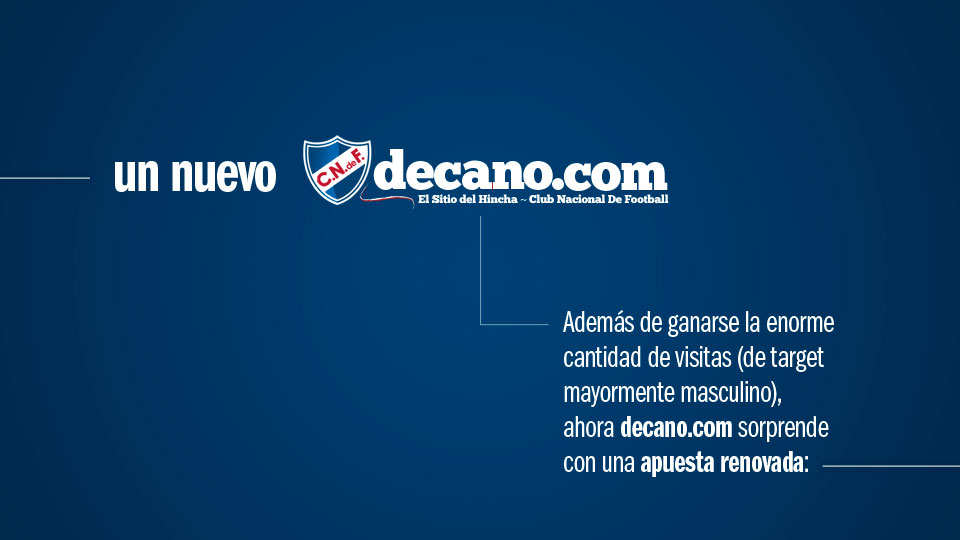 un nuevo
C.N.deF.
decano.com
El Sitio del Hincha ~ Club Nacional De Football
Además de ganarse la enorme
cantidad de visitas (de target
mayormente masculino),
ahora decano.com sorprende
con una apuesta renovada: